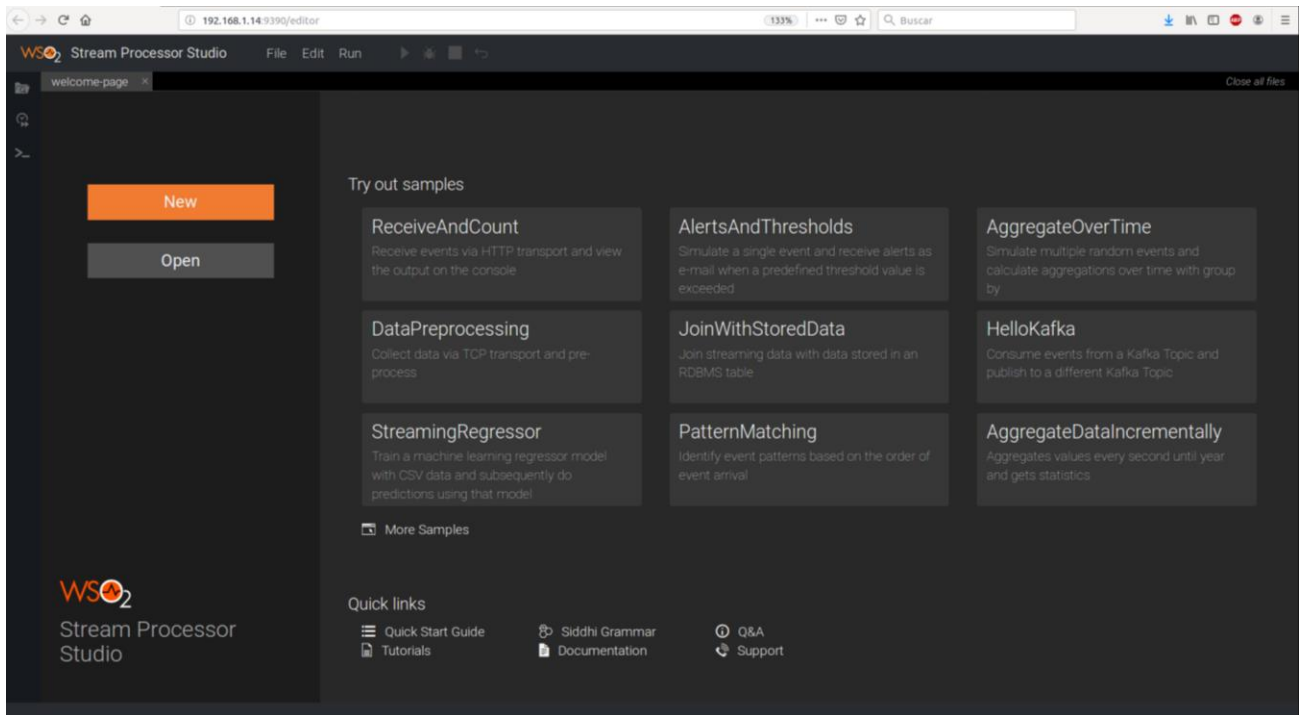 192.168.1.14:9390/editor
133%
Buscar
WSO2 Stream Processor Studio File Edit Run
welcome-page
Close all files
New
Open
Try out samples
ReceiveAndCount
Receive events via HTTP transport and view
the output on the console
AlertsAndThresholds
Simulate a single event and receive alerts as
e-mail when a predefined threshold value is
exceeded
AggregateOverTime
Simulate multiple random events and
calculate aggregations over time with group
by
DataPreprocessing
Collect data via TCP transport and pre-
process
JoinWithStoredData
Join streaming data with data stored in an
RDBMS table
HelloKafka
Consume events from a Kafka Topic and
publish to a different Kafka Topic
StreamingRegressor
Train a machine learning regressor model
with CSV data and subsequently do
predictions using that model
PatternMatching
Identify event patterns based on the order of
event arrival
AggregateDataIncrementally
Aggregates values every second until year
and gets statistics
More Samples
WSO2
Stream Processor
Studio
Quick links
Quick Start Guide
Siddhi Grammar
Q&A
Tutorials
Documentation
Support